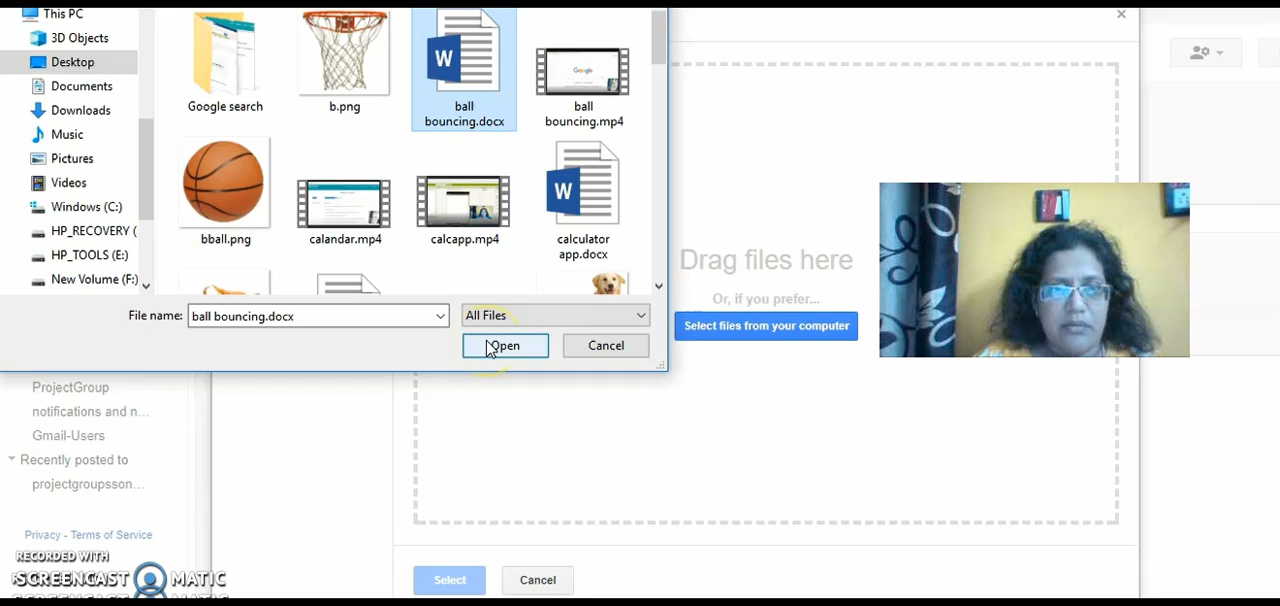 This PC
3D Objects
Desktop
Documents
Downloads
Music
Pictures
Videos
Windows (C:)
HP_RECOVERY (
HP_TOOLS (E:)
New Volume (F:)
Google search
b.png
ball
bouncing.docx
ball
bouncing.mp4
Google
bball.png
calandar.mp4
calcapp.mp4
calculator
app.docx
File name:
ball bouncing.docx
All Files
Open
Cancel
Drag files here
Or, if you prefer...
Select files from your computer
ProjectGroup
notifications and n...
Gmail-Users
Recently posted to
projectgroupsson...
Privacy - Terms of Service
RECORDED WITH
SCREENCAST MATIC
Select
Cancel